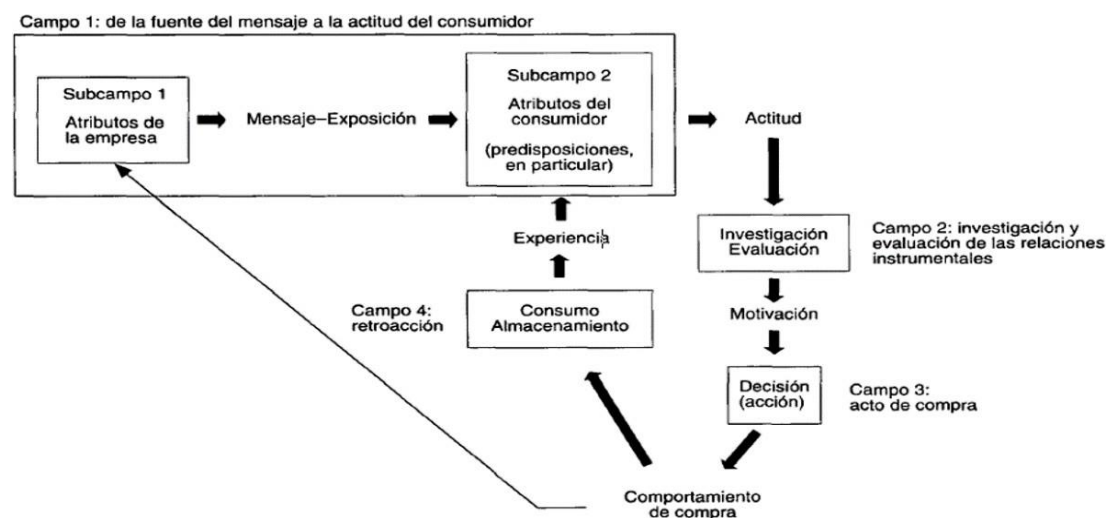 Campo 1: de la fuente del mensaje a la actitud del consumidor
Subcampo 1
Atributos de
la empresa
Mensaje–Exposición
Subcampo 2
Atributos del
consumidor
(predisposiciones,
en particular)
Actitud
Experiencia
Investigación
Evaluación
Campo 2: investigación y
evaluación de las relaciones
instrumentales
Campo 4:
retroacción
Consumo
Almacenamiento
Motivación
Decisión
(acción)
Campo 3:
acto de compra
Comportamiento
de compra